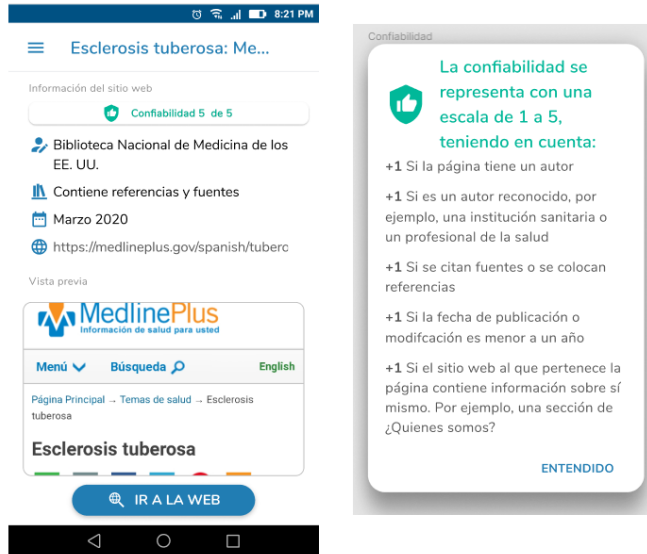 8:21 PM
Esclerosis tuberosa: Me...
Información del sitio web
Confiabilidad 5 de 5
Biblioteca Nacional de Medicina de los
EE. UU.
Contiene referencias y fuentes
Marzo 2020
https://medlineplus.gov/spanish/tuberc
Vista previa
MedlinePlus
Información de salud para usted
Menú
Búsqueda
English
Página Principal → Temas de salud → Esclerosis
tuberosa
Esclerosis tuberosa
IR A LA WEB
Confiabilidad
La confiabilidad se
representa con una
escala de 1 a 5,
teniendo en cuenta:
+1 Si la página tiene un autor
+1 Si es un autor reconocido, por
ejemplo, una institución sanitaria o
un profesional de la salud
+1 Si se citan fuentes o se colocan
referencias
+1 Si la fecha de publicación o
modifcación es menor a un año
+1 Si el sitio web al que pertenece la
página contiene información sobre sí
mismo. Por ejemplo, una sección de
¿Quienes somos?
ENTENDIDO